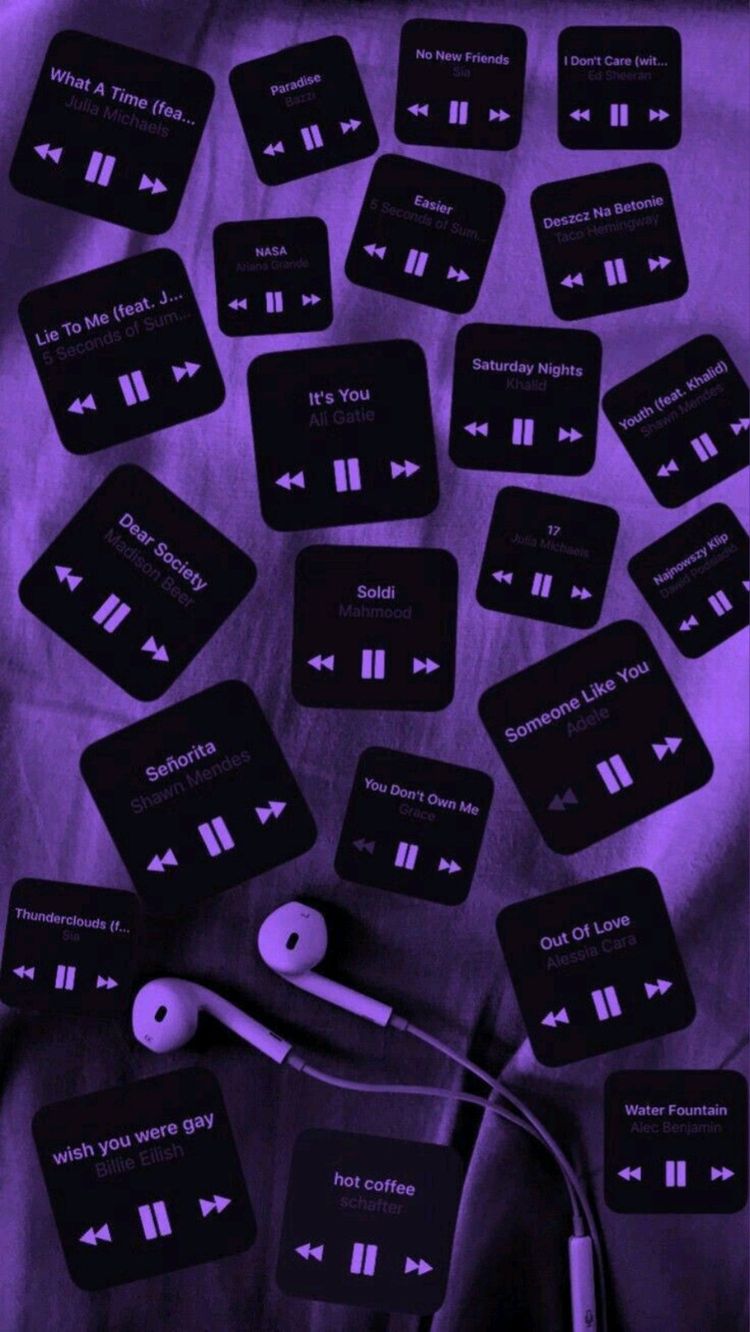 What A Time (fea...
Julia Michaels
Paradise
Bazzi
No New Friends
Sia
I Don't Care (wit...
Ed Sheeran
Easier
5 Seconds of Sum...
Deszcz Na Betonie
Taco Hemingway
NASA
Ariana Grande
Lie To Me (feat. J...
5 Seconds of Sum...
It's You
Ali Gatie
Saturday Nights
Khalid
Youth (feat. Khalid)
Shawn Mendes
Dear Society
Madison Beer
17
Julia Michaels
Najnowszy Klip
Dawid Podsiadło
Soldi
Mahmood
Someone Like You
Adele
Señorita
Shawn Mendes
You Don't Own Me
Grace
Thunderclouds (f...
Sia
Out Of Love
Alessia Cara
wish you were gay
Billie Eilish
hot coffee
schafter
Water Fountain
Alec Benjamin